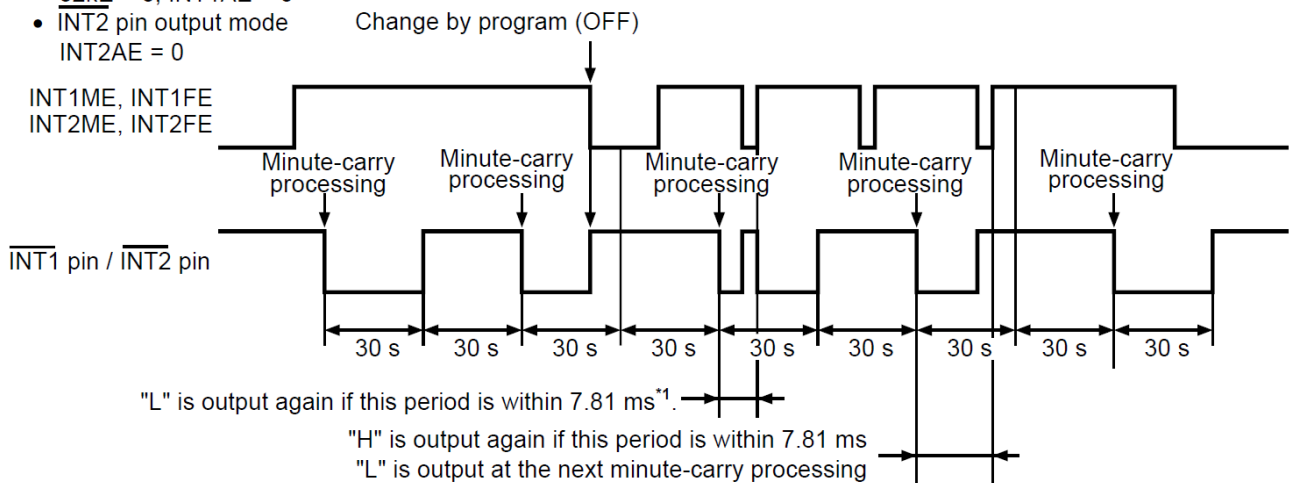 • INT2 pin output mode
INT2AE = 0
Change by program (OFF)
INT1ME, INT1FE
INT2ME, INT2FE
Minute-carry processing
Minute-carry processing
Minute-carry processing
Minute-carry processing
Minute-carry processing
INT1 pin / INT2 pin
30 s 30 s 30 s 30 s 30 s 30 s 30 s 30 s 30 s
"L" is output again if this period is within 7.81 ms*1.
"H" is output again if this period is within 7.81 ms
"L" is output at the next minute-carry processing